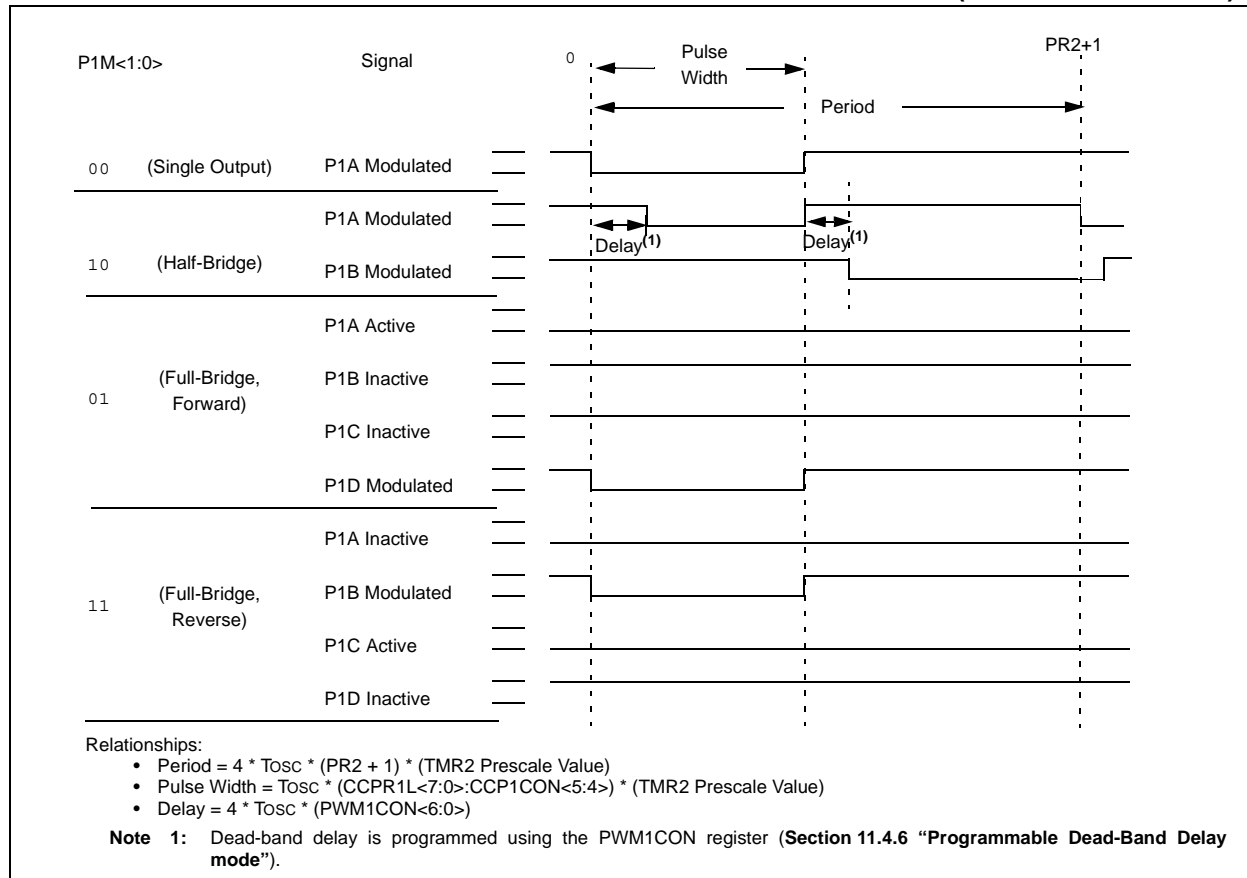 P1M<1:0> Signal 0 Pulse Width PR2+1
Period
00 (Single Output) P1A Modulated
P1A Modulated
Delay(1) Delay(1)
10 (Half-Bridge) P1B Modulated
P1A Active
01 (Full-Bridge, Forward) P1B Inactive
P1C Inactive
P1D Modulated
P1A Inactive
11 (Full-Bridge, Reverse) P1B Modulated
P1C Active
P1D Inactive
Relationships:
• Period = 4 * TOSC * (PR2 + 1) * (TMR2 Prescale Value)
• Pulse Width = TOSC * (CCPR1L<7:0>:CCP1CON<5:4>) * (TMR2 Prescale Value)
• Delay = 4 * TOSC * (PWM1CON<6:0>)
Note 1: Dead-band delay is programmed using the PWM1CON register (Section 11.4.6 “Programmable Dead-Band Delay
mode”).